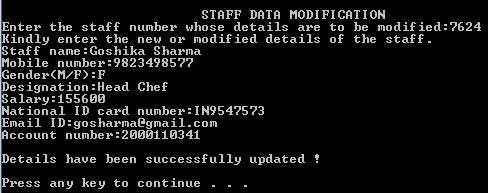 STAFF DATA MODIFICATION
Enter the staff number whose details are to be modified:7624
Kindly enter the new or modified details of the staff.
Staff name:Goshika Sharma
Mobile number:9823498577
Gender(M/F):F
Designation:Head Chef
Salary:155600
National ID card number:IN9547573
Email ID:gosharma@gmail.com
Account number:2000110341
Details have been successfully updated !
Press any key to continue . . .